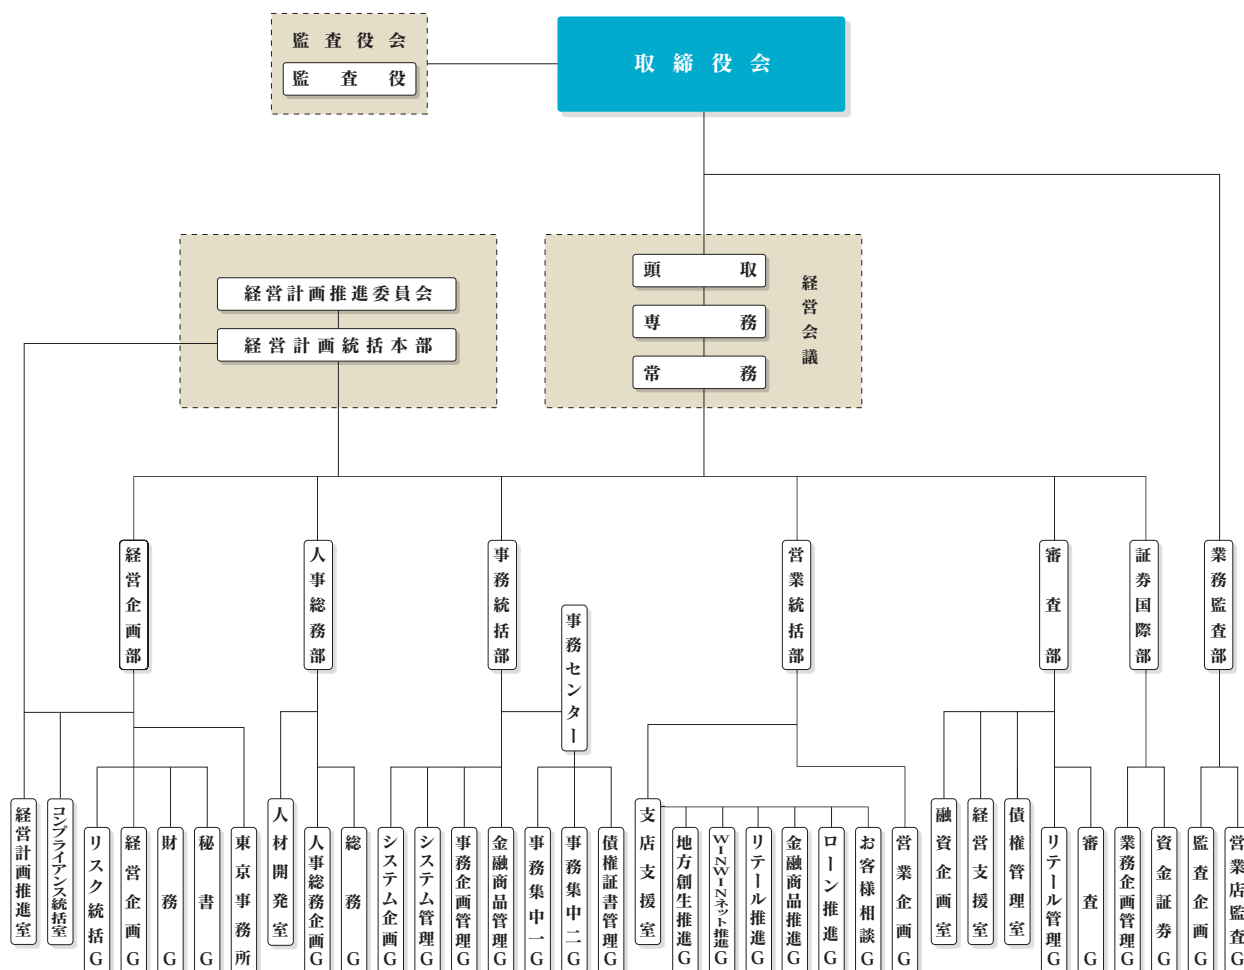 監査役会
監査役
取締役会
経営計画推進委員会
経営計画統括本部
頭取
専務
常務
経営会議
経営企画部
人事総務部
事務統括部
事務センター
営業統括部
審査部
証券国際部
業務監査部
経営計画推進室
コンプライアンス統括室
リスク統括G
経営企画G
財務G
秘書G
東京事務所
人材開発室
人事総務企画G
総務G
システム企画G
システム管理G
事務企画管理G
金融商品管理G
事務集中一G
事務集中二G
債権証書管理G
支店支援室
地方創生推進G
WINWINネット推進G
リテール推進G
金融商品推進G
ローン推進G
お客様相談G
営業企画G
融資企画室
経営支援室
債権管理室
リテール管理G
審査G
業務企画管理G
資金証券G
監査企画G
営業店監査G